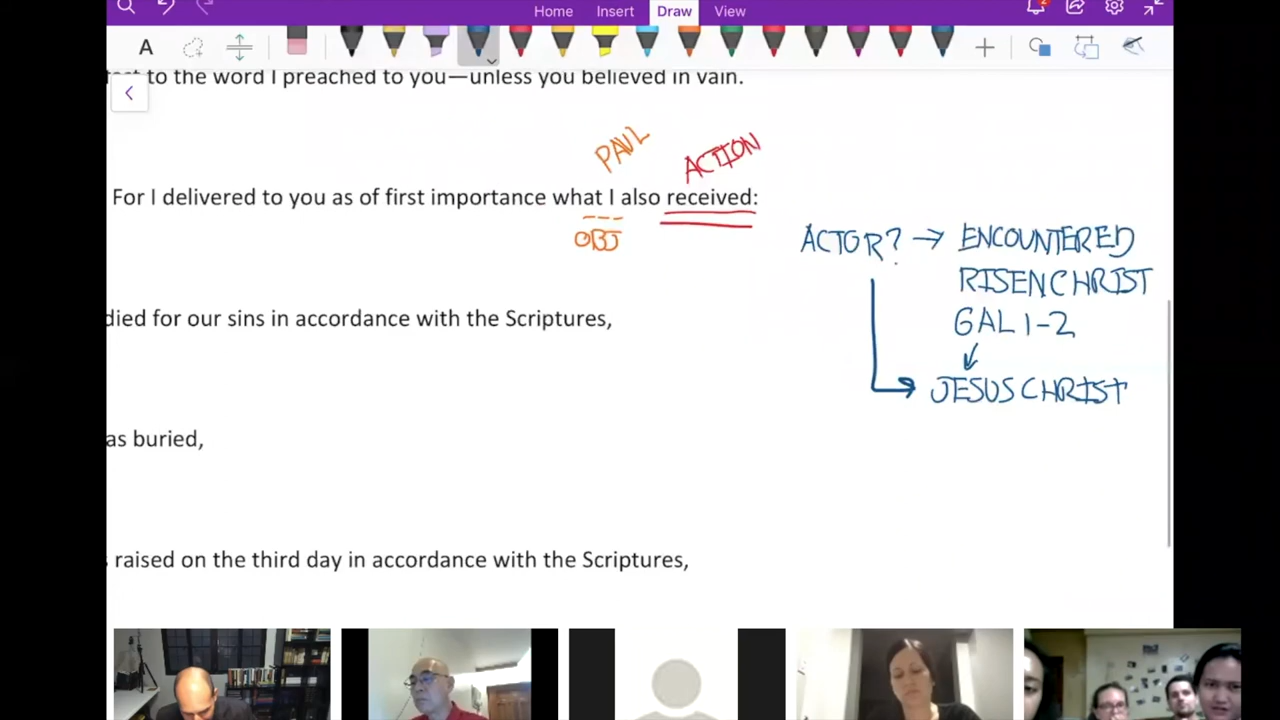 Home Insert Draw View
A
to the word I preached to you—unless you believed in vain.
PAUL ACTION
For I delivered to you as of first importance what I also received:
OBJ
ACTOR? → ENCOUNTERED
RISEN CHRIST
died for our sins in accordance with the Scriptures,
GAL 1-2
JESUS CHRIST
as buried,
raised on the third day in accordance with the Scriptures,